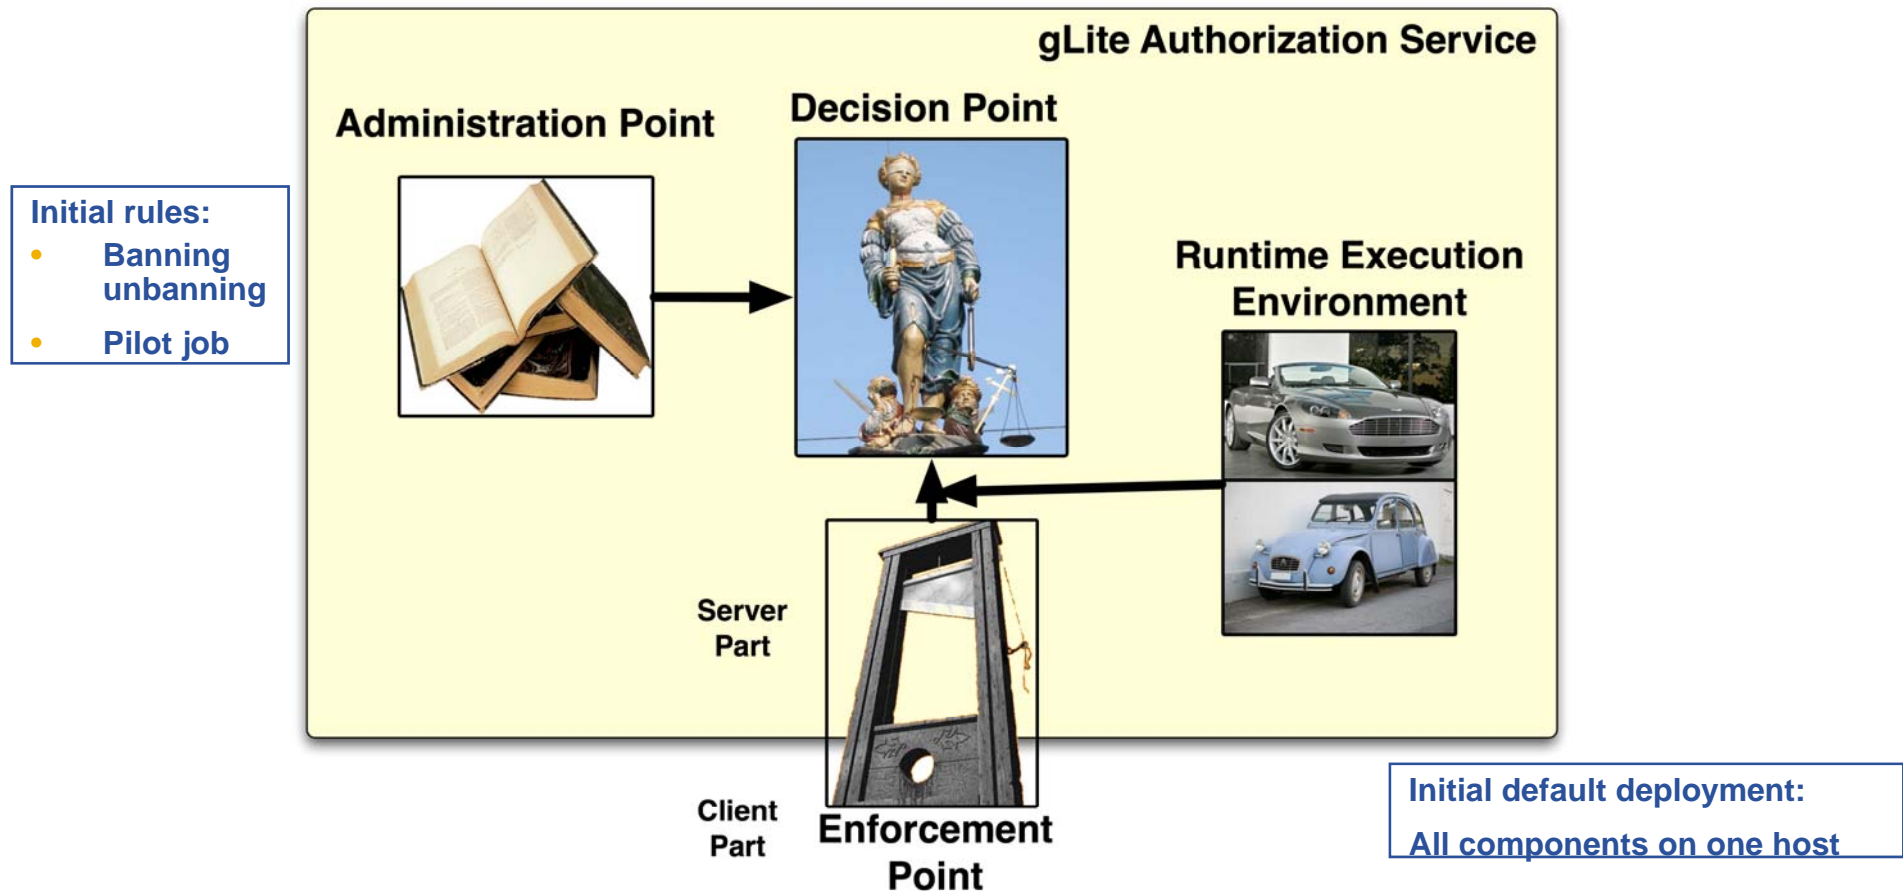 gLite Authorization Service
Administration Point
Decision Point
Initial rules:
• Banning
unbanning
• Pilot job
Runtime Execution
Environment
Server
Part
Client
Part
Enforcement
Point
Initial default deployment:
All components on one host